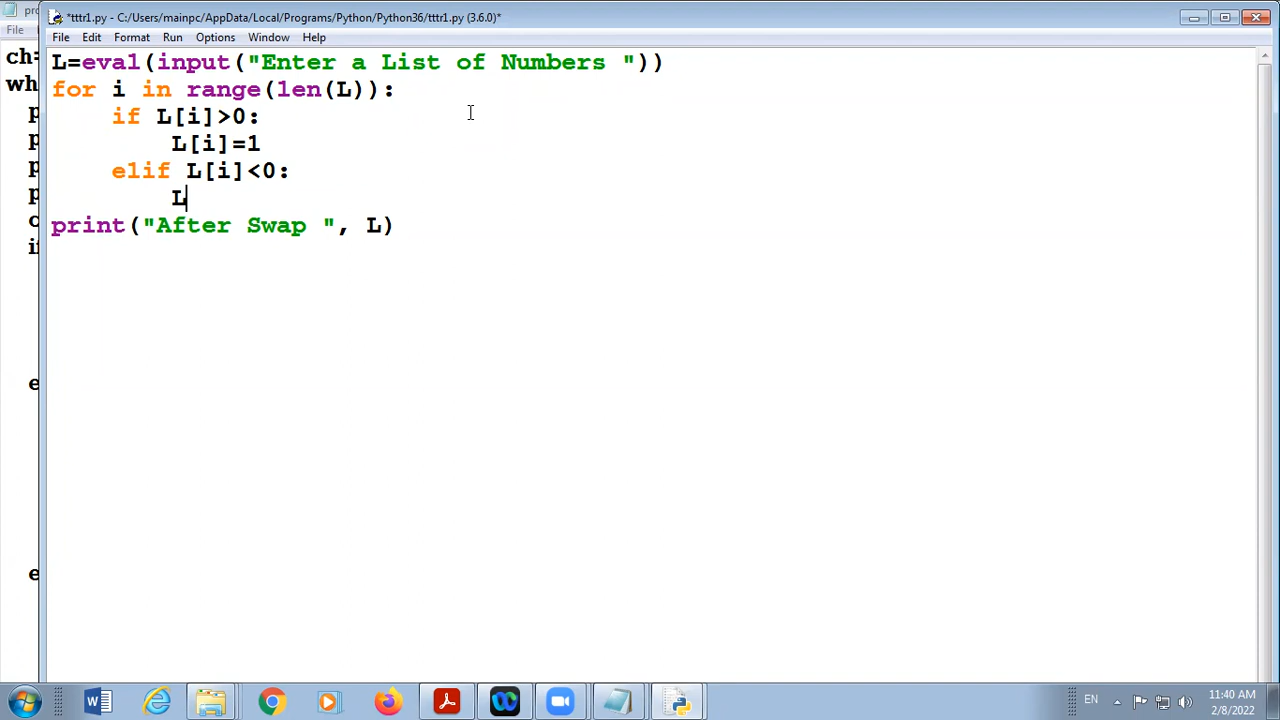 *tttr1.py - C:/Users/mainpc/AppData/Local/Programs/Python/Python36/tttr1.py (3.6.0)*
File Edit Format Run Options Window Help
L=eval(input("Enter a List of Numbers "))
for i in range(len(L)):
if L[i]>0:
L[i]=1
elif L[i]<0:
L
print("After Swap ", L)
File
ch=
EN
11:40 AM
2/8/2022